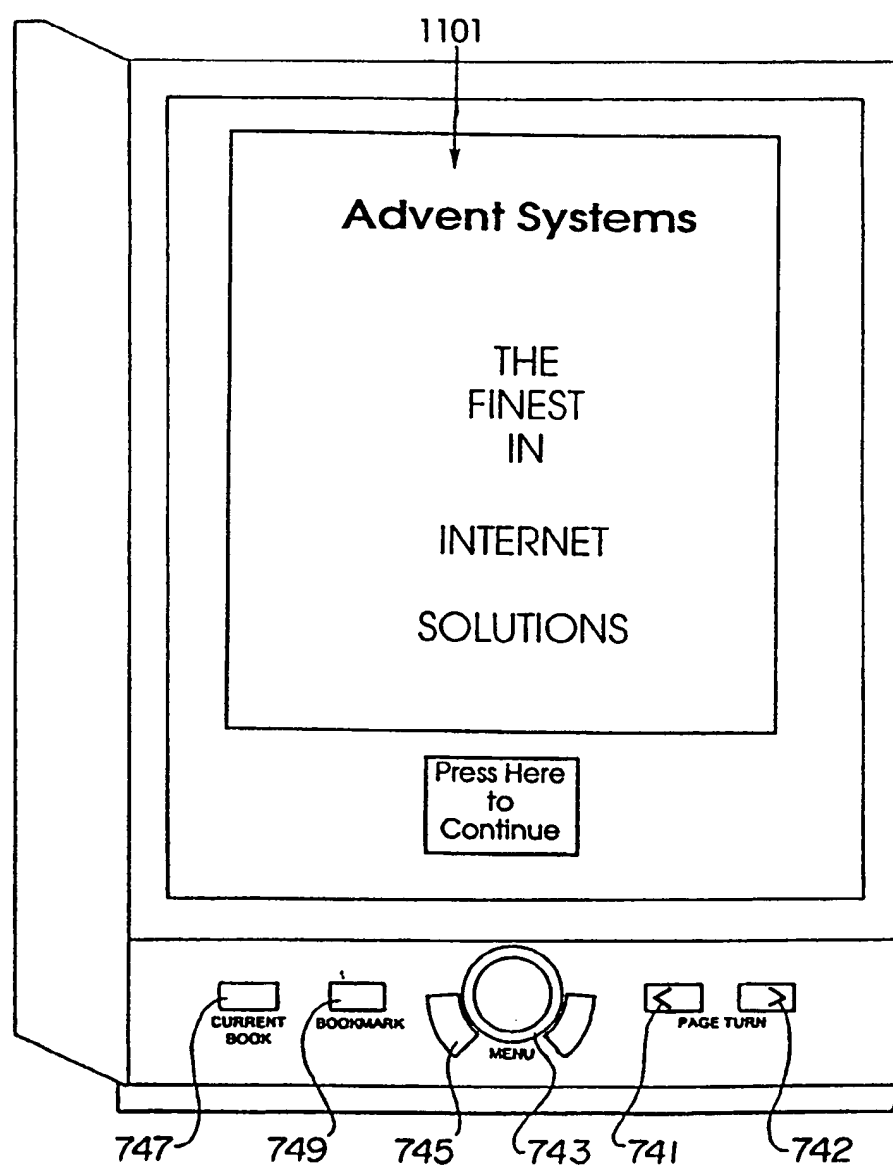 1101
Advent Systems
THE
FINEST
IN
INTERNET
SOLUTIONS
Press Here
to
Continue
CURRENT
BOOK
BOOKMARK
MENU
< >
PAGE TURN
747 749 745 743 741 742